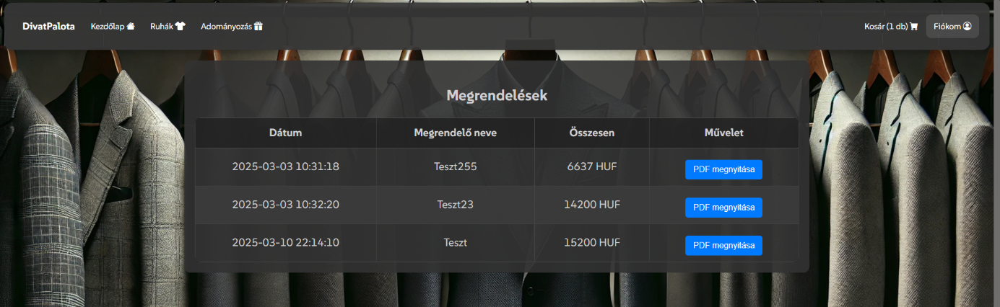 DivatPalota Kezdőlap Ruhák Adományozás Kosár (1 db) Fiókom
Megrendelések
Dátum Megrendelő neve Összesen Művelet
2025-03-03 10:31:18 Teszt255 6637 HUF PDF megnyitása
2025-03-03 10:32:20 Teszt23 14200 HUF PDF megnyitása
2025-03-10 22:14:10 Teszt 15200 HUF PDF megnyitása